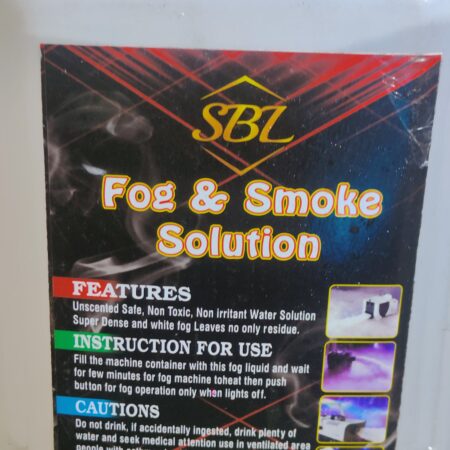 SBL
Fog & Smoke
Solution
FEATURES
Unscented Safe, Non Toxic, Non irritant Water Solution
Super Dense and white fog Leaves no only residue.
INSTRUCTION FOR USE
Fill the machine container with this fog liquid and wait
for few minutes for fog machine toheat then push
button for fog operation only when lights off.
CAUTIONS
Do not drink, if accidentally ingested, drink plenty of
water and seek medical attention use in ventilated area
people with